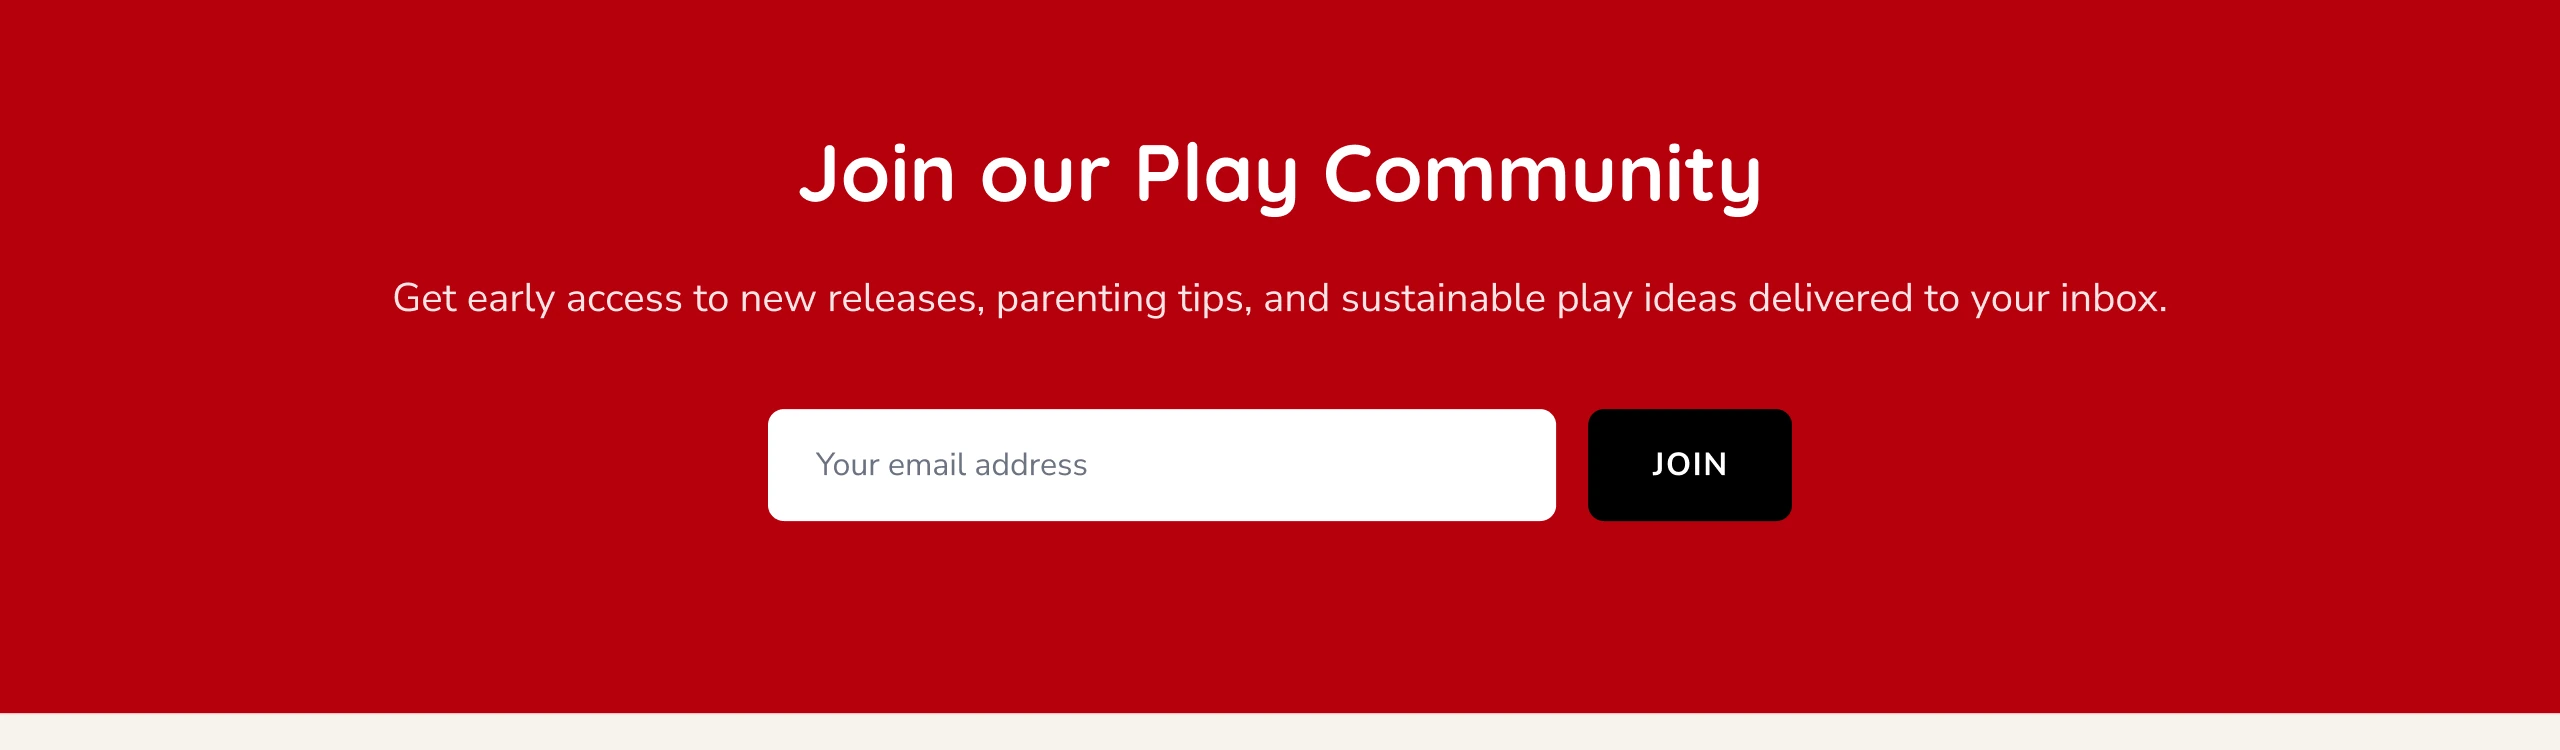 Join our Play Community
Get early access to new releases, parenting tips, and sustainable play ideas delivered to your inbox.
Your email address
JOIN